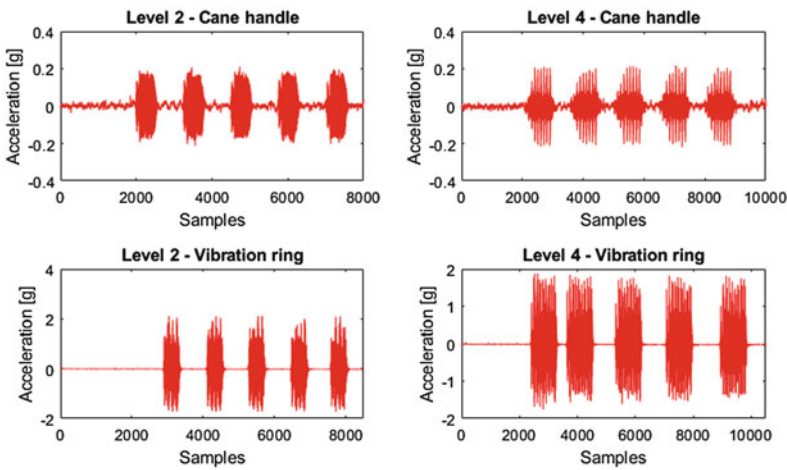 Level 2 - Cane handle
Acceleration [g]
0.4
0.2
0
-0.2
-0.4
0 2000 4000 6000 8000
Samples
Level 4 - Cane handle
Acceleration [g]
0.4
0.2
0
-0.2
-0.4
0 2000 4000 6000 8000 10000
Samples
Level 2 - Vibration ring
Acceleration [g]
4
2
0
-2
0 2000 4000 6000 8000
Samples
Level 4 - Vibration ring
Acceleration [g]
2
1
0
-1
-2
0 2000 4000 6000 8000 10000
Samples